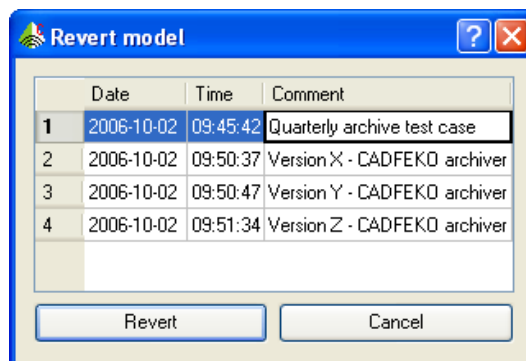 Revert model
Date Time Comment
1 2006-10-02 09:45:42 Quarterly archive test case
2 2006-10-02 09:50:37 Version X - CADFEKO archiver
3 2006-10-02 09:50:47 Version Y - CADFEKO archiver
4 2006-10-02 09:51:34 Version Z - CADFEKO archiver
Revert Cancel